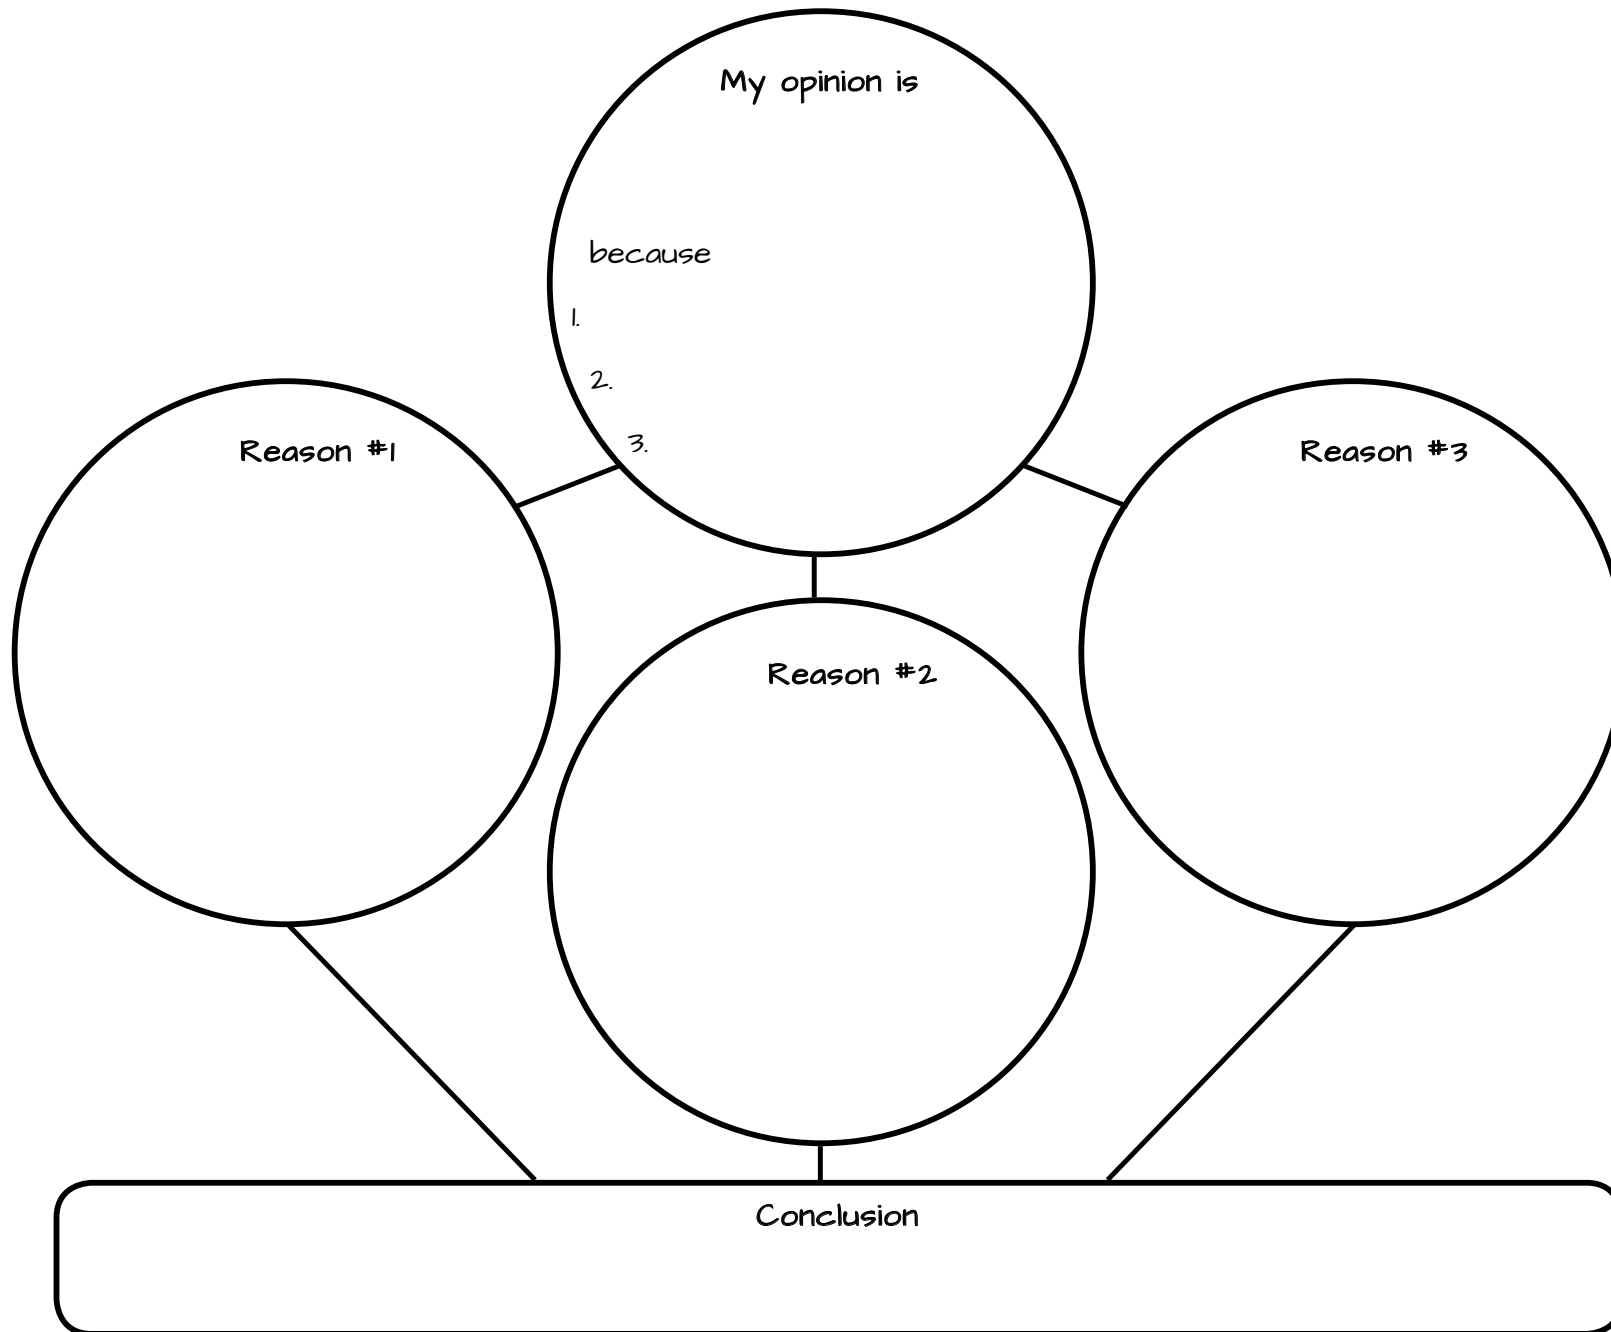 My opinion is
because
1.
2.
3.
Reason #1
Reason #2
Reason #3
Conclusion